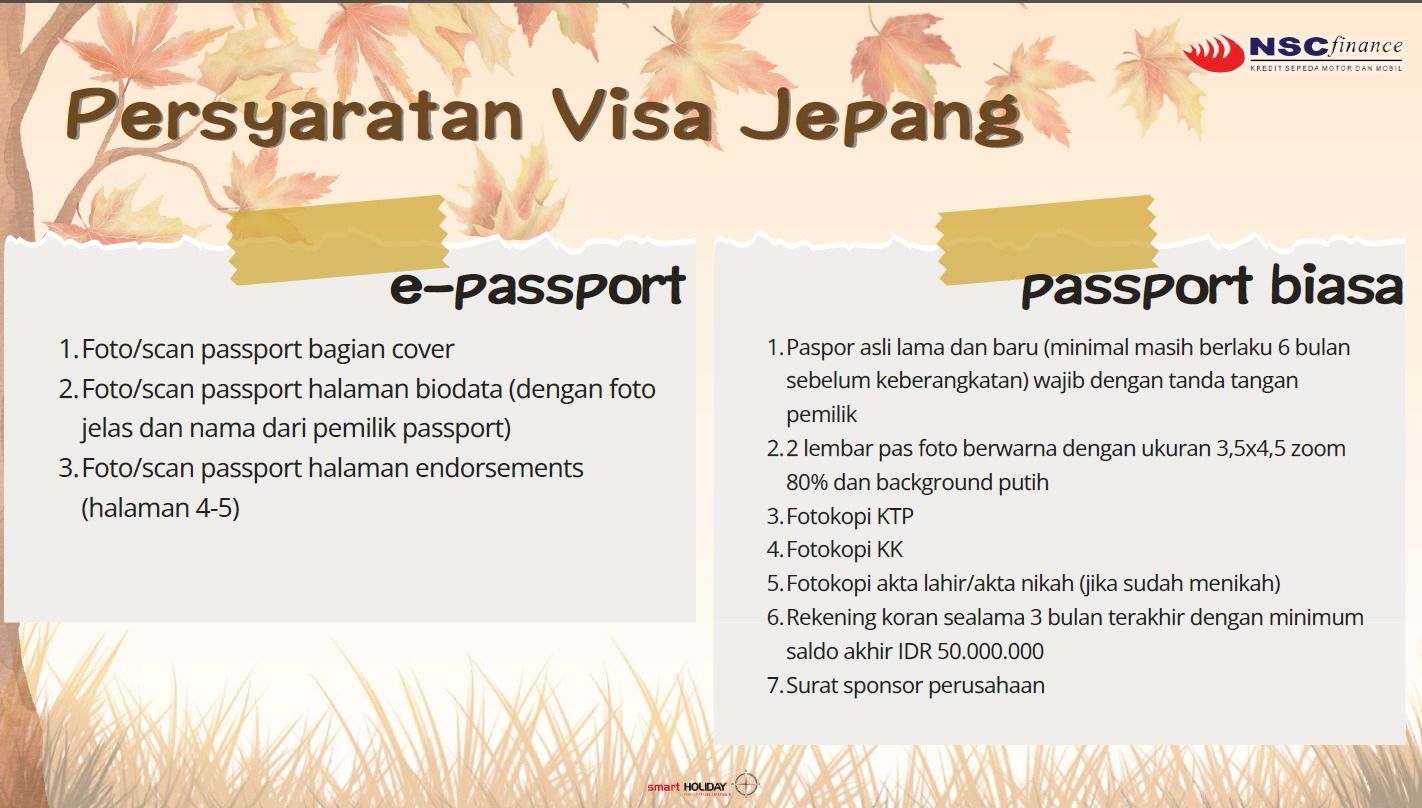 NSC finance
KREDIT SEPEDA MOTOR DAN MOBIL
Persyaratan Visa Jepang
e-passport
1. Foto/scan passport bagian cover
2. Foto/scan passport halaman biodata (dengan foto
jelas dan nama dari pemilik passport)
3. Foto/scan passport halaman endorsements
(halaman 4-5)
passport biasa
1. Paspor asli lama dan baru (minimal masih berlaku 6 bulan
sebelum keberangkatan) wajib dengan tanda tangan
pemilik
2. 2 lembar pas foto berwarna dengan ukuran 3,5x4,5 zoom
80% dan background putih
3. Fotokopi KTP
4. Fotokopi KK
5. Fotokopi akta lahir/akta nikah (jika sudah menikah)
6. Rekening koran sealama 3 bulan terakhir dengan minimum
saldo akhir IDR 50.000.000
7. Surat sponsor perusahaan
smart HOLIDAY